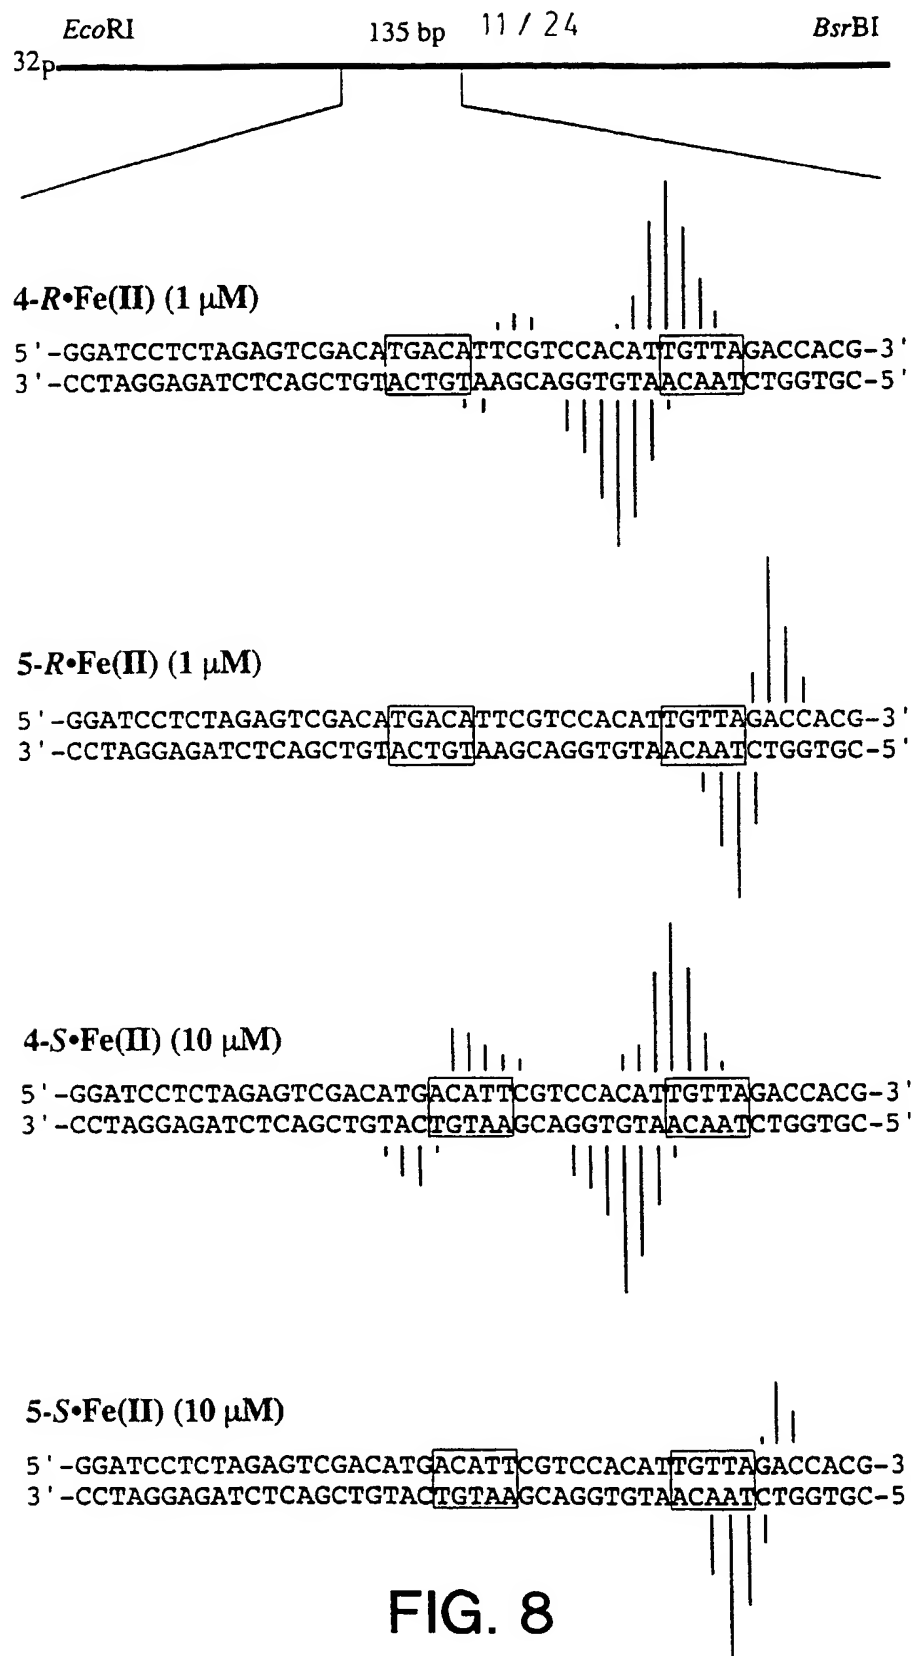 EcoRI 135 bp 11 / 24 BsrBI
32P
4-R•Fe(II) (1 μM)
5'-GGATCCTCTAGAGTCGACATGACATTCGTCCACATTGTTAGACCACG-3'
3'-CCTAGGAGATCTCAGCTGTACTGTAAGCAGGTGTAACAATCTGGTGC-5'
5-R•Fe(II) (1 μM)
5'-GGATCCTCTAGAGTCGACATGACATTCGTCCACATTGTTAGACCACG-3'
3'-CCTAGGAGATCTCAGCTGTACTGTAAGCAGGTGTAACAATCTGGTGC-5'
4-S•Fe(II) (10 μM)
5'-GGATCCTCTAGAGTCGACATGACATTCGTCCACATTGTTAGACCACG-3'
3'-CCTAGGAGATCTCAGCTGTACTGTAAGCAGGTGTAACAATCTGGTGC-5'
5-S•Fe(II) (10 μM)
5'-GGATCCTCTAGAGTCGACATGACATTCGTCCACATTGTTAGACCACG-3
3'-CCTAGGAGATCTCAGCTGTACTGTAAGCAGGTGTAACAATCTGGTGC-5
FIG. 8